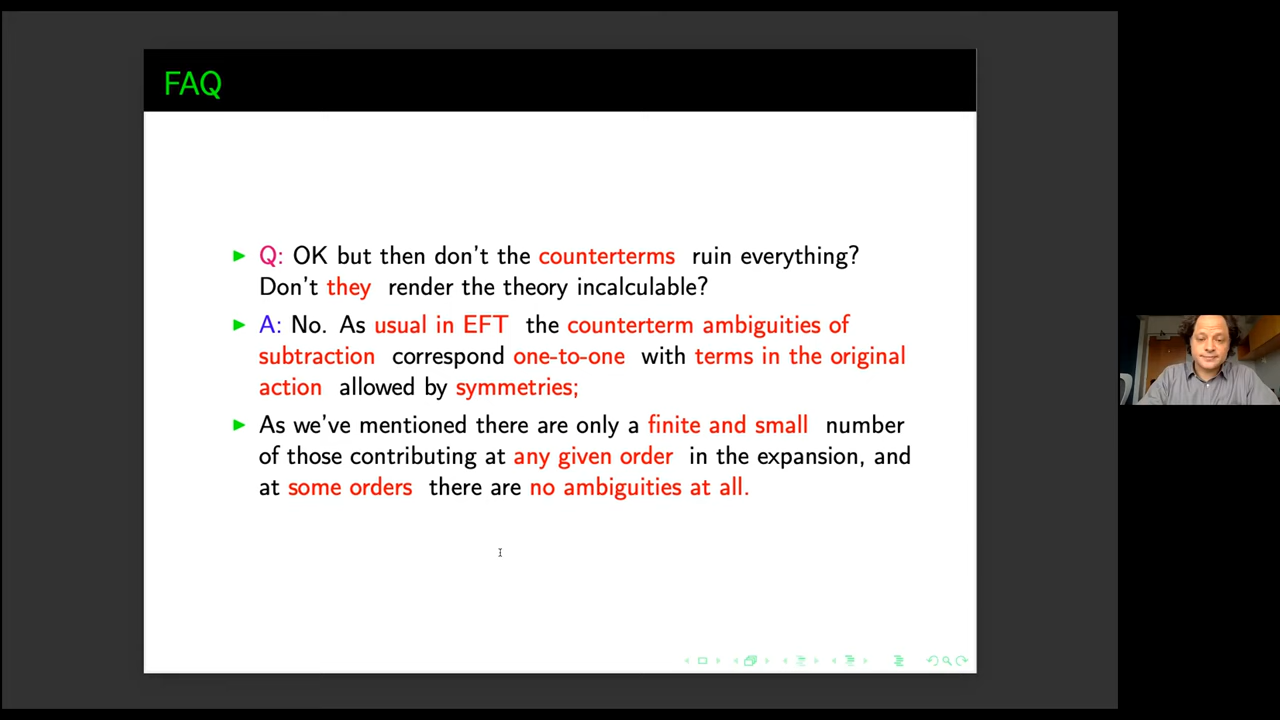 FAQ
Q: OK but then don't the counterterms ruin everything?
Don't they render the theory incalculable?
A: No. As usual in EFT the counterterm ambiguities of
subtraction correspond one-to-one with terms in the original
action allowed by symmetries;
As we've mentioned there are only a finite and small number
of those contributing at any given order in the expansion, and
at some orders there are no ambiguities at all.